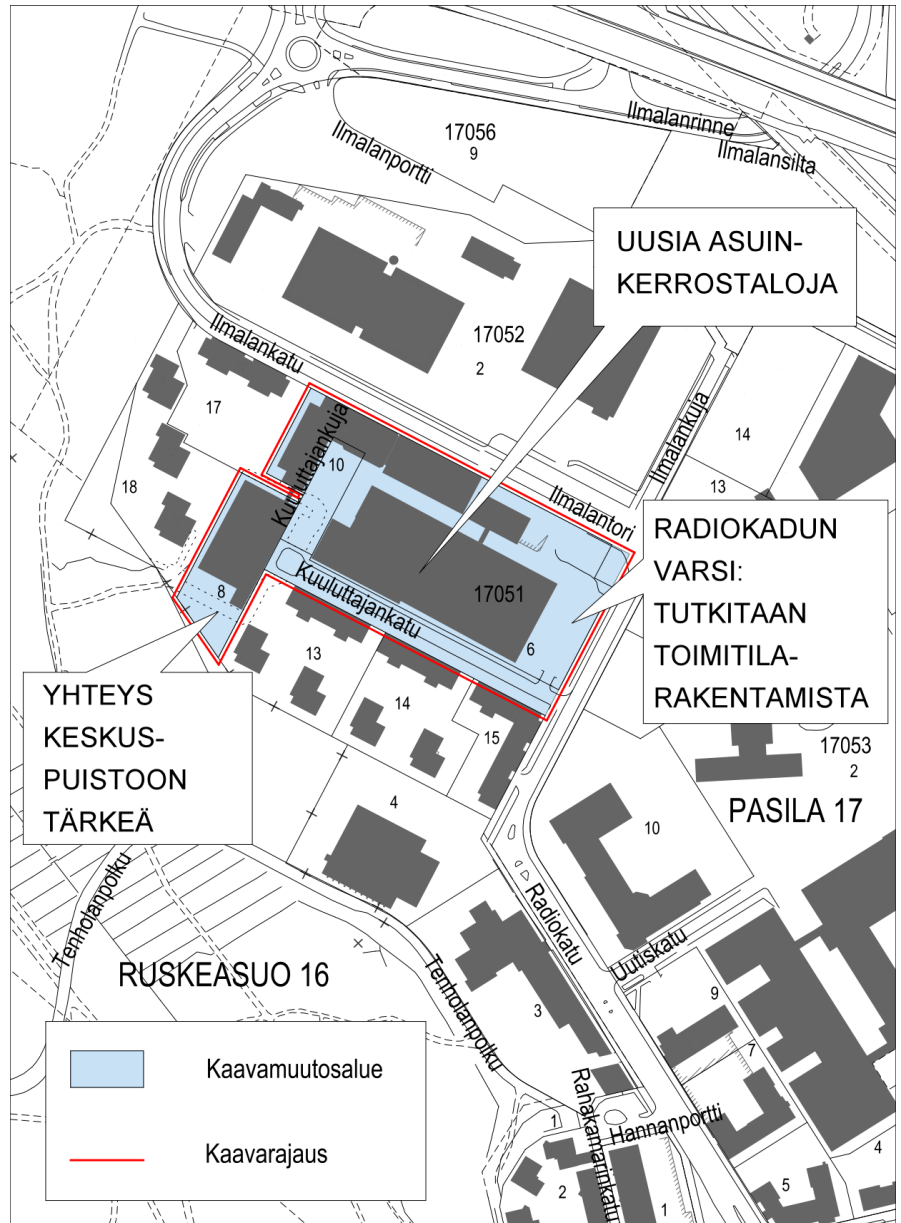 Ilmalanrinne
17056
9
Ilmalanportti
Ilmalansilta
UUSIA ASUIN-
KERROSTALOJA
Ilmalankatu
17052
2
17
Kuuluttajankuja
10
Ilmalankuja
14
18
13
Ilmalantori
RADIOKADUN
VARSI:
TUTKITAAN
TOIMITILA-
RAKENTAMISTA
Kuuluttajankatu
17051
8
6
13
14
15
YHTEYS
KESKUS-
PUISTOON
TÄRKEÄ
17053
2
4
10
PASILA 17
Tenholanpolku
Radiokatu
Uutiskatu
RUSKEASUO 16
Tenholanpolku
3
9
7
Kaavamuutosalue
Rahakamarinkatu
1
Hannanportti
Kaavarajaus
4
2
1
5